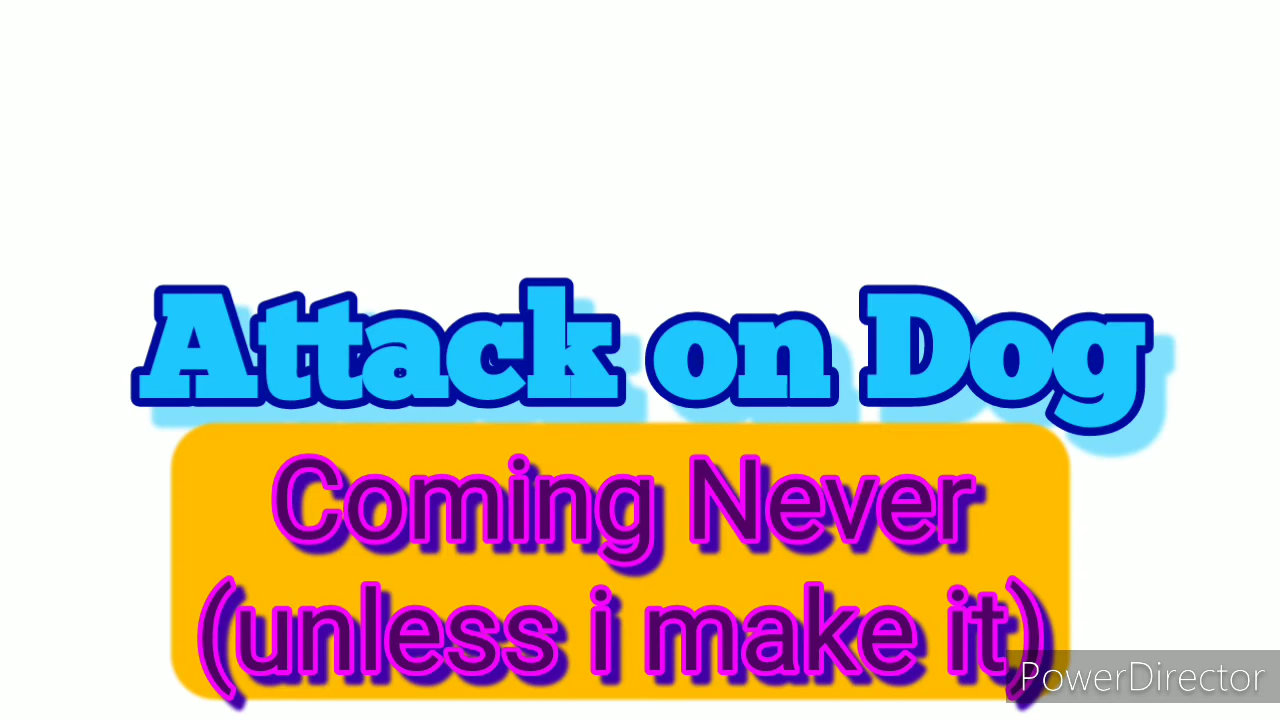 Attack on Dog
Coming Never
(unless i make it)
PowerDirector